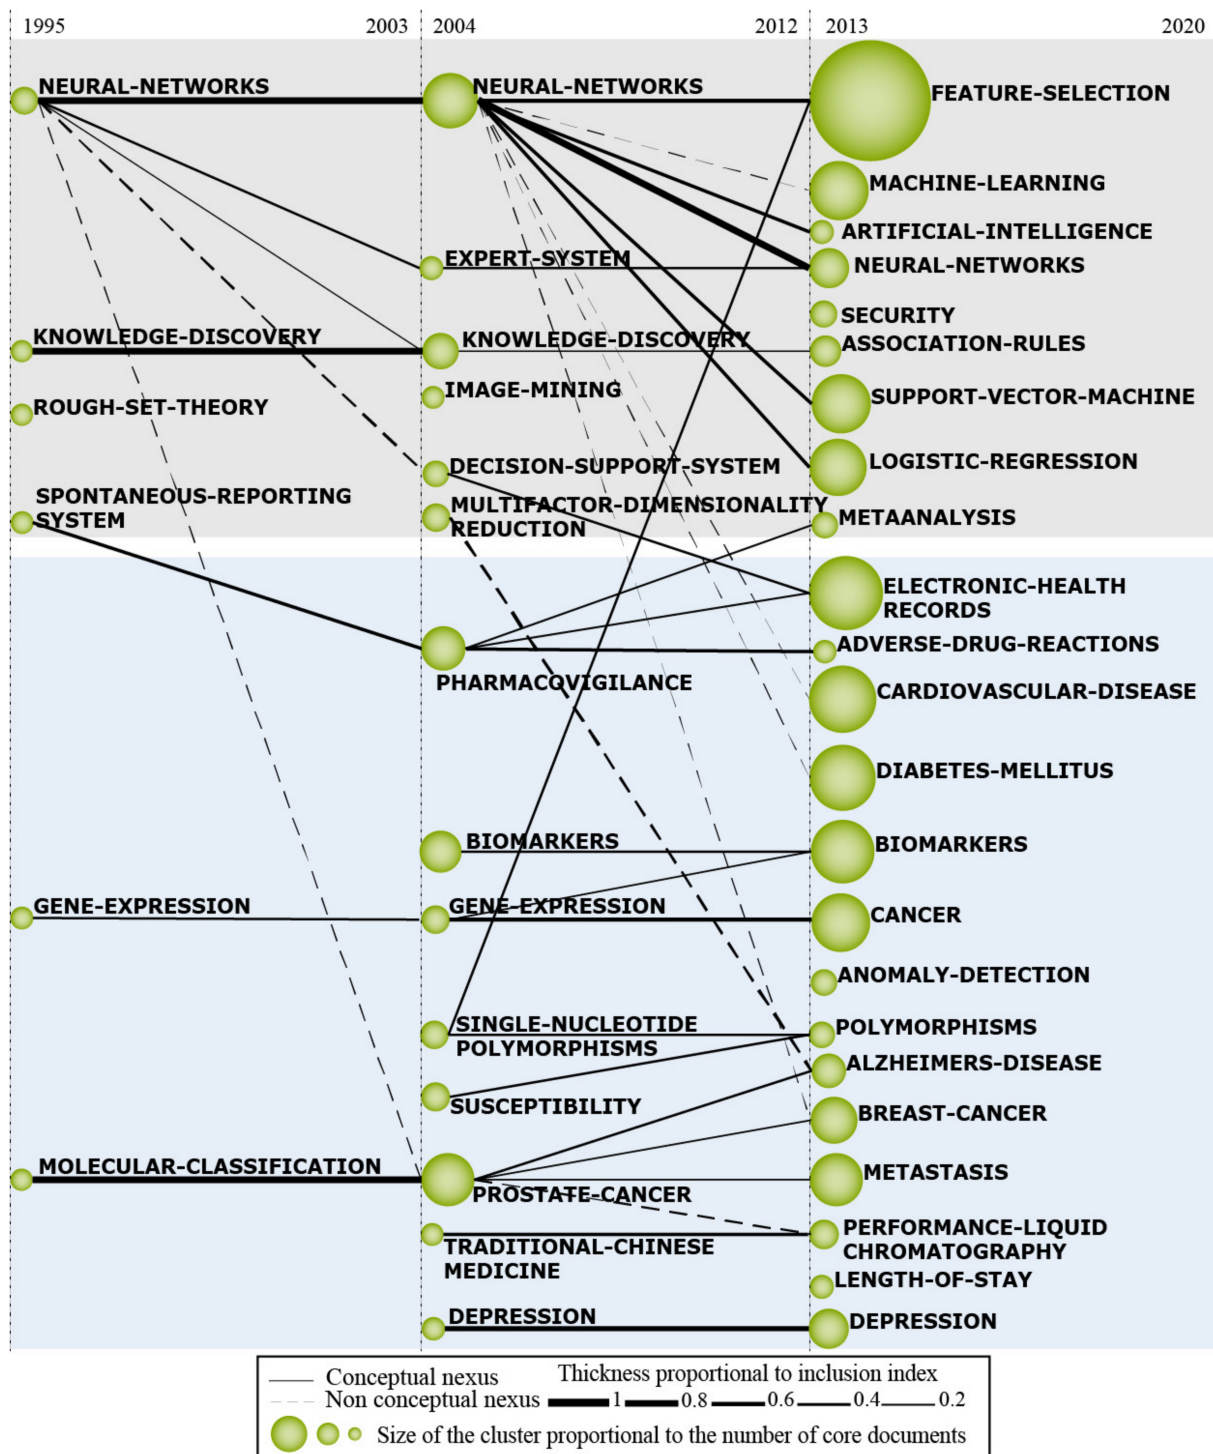 1995 2003 2004 2012 2013 2020
NEURAL-NETWORKS NEURAL-NETWORKS FEATURE-SELECTION
MACHINE-LEARNING
ARTIFICIAL-INTELLIGENCE
EXPERT-SYSTEM NEURAL-NETWORKS
SECURITY
KNOWLEDGE-DISCOVERY KNOWLEDGE-DISCOVERY ASSOCIATION-RULES
IMAGE-MINING SUPPORT-VECTOR-MACHINE
ROUGH-SET-THEORY
DECISION-SUPPORT-SYSTEM LOGISTIC-REGRESSION
SPONTANEOUS-REPORTING MULTIFACTOR-DIMENSIONALITY
SYSTEM REDUCTION METAANALYSIS
ELECTRONIC-HEALTH
RECORDS
ADVERSE-DRUG-REACTIONS
PHARMACOVIGILANCE CARDIOVASCULAR-DISEASE
DIABETES-MELLITUS
BIOMARKERS BIOMARKERS
GENE-EXPRESSION GENE-EXPRESSION CANCER
ANOMALY-DETECTION
SINGLE-NUCLEOTIDE POLYMORPHISMS
POLYMORPHISMS
ALZHEIMERS-DISEASE
SUSCEPTIBILITY BREAST-CANCER
MOLECULAR-CLASSIFICATION METASTASIS
PROSTATE-CANCER
PERFORMANCE-LIQUID
TRADITIONAL-CHINESE CHROMATOGRAPHY
MEDICINE LENGTH-OF-STAY
DEPRESSION DEPRESSION
Conceptual nexus Thickness proportional to inclusion index
Non conceptual nexus 1 0.8 0.6 0.4 0.2
Size of the cluster proportional to the number of core documents